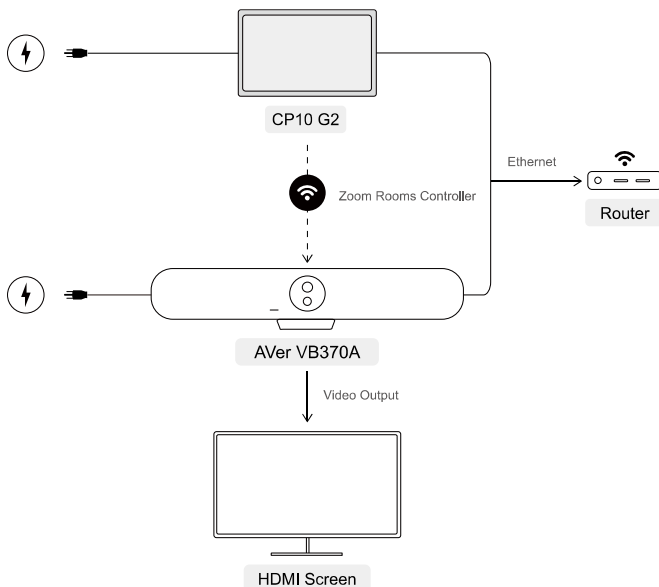 CP10 G2
Ethernet
Zoom Rooms Controller
Router
AVer VB370A
Video Output
HDMI Screen